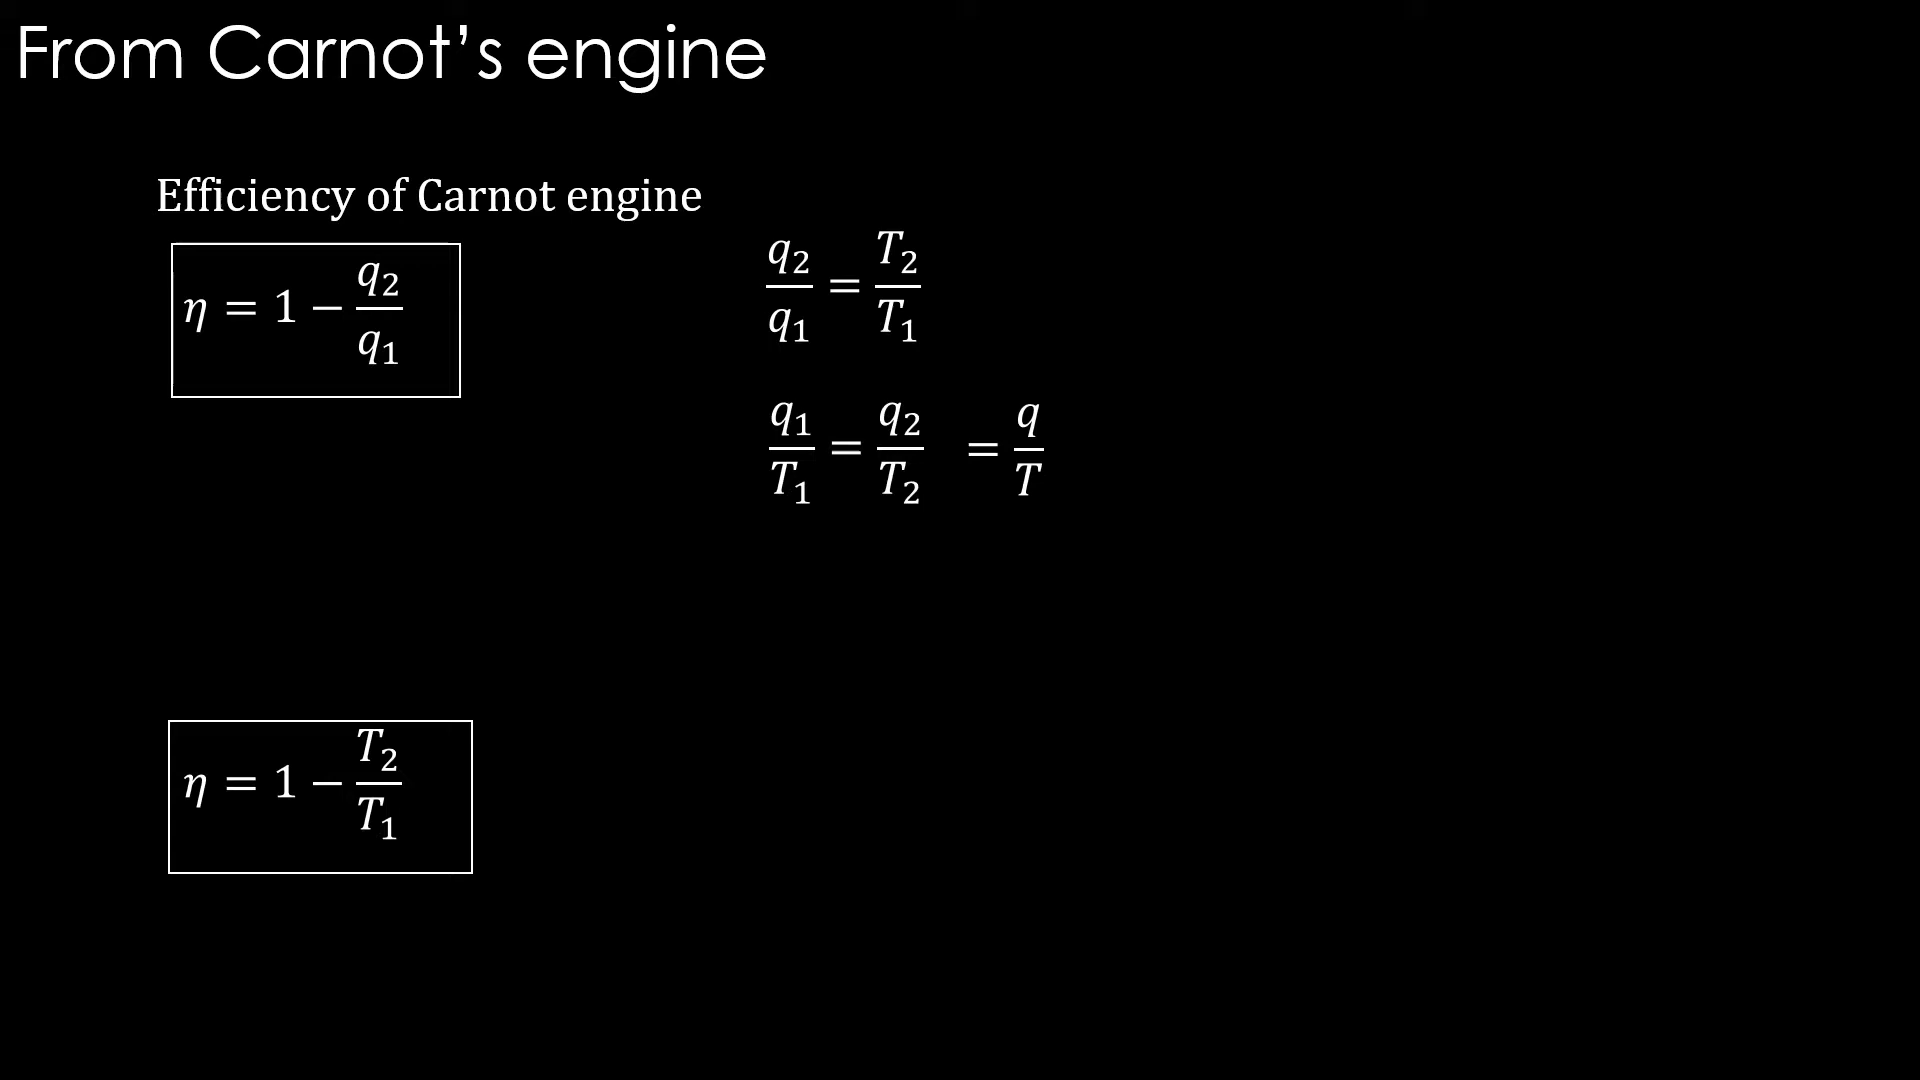 From Carnot’s engine
Efficiency of Carnot engine
η = 1 − q₂/q₁
q₂/q₁ = T₂/T₁
q₁/T₁ = q₂/T₂ = q/T
η = 1 − T₂/T₁